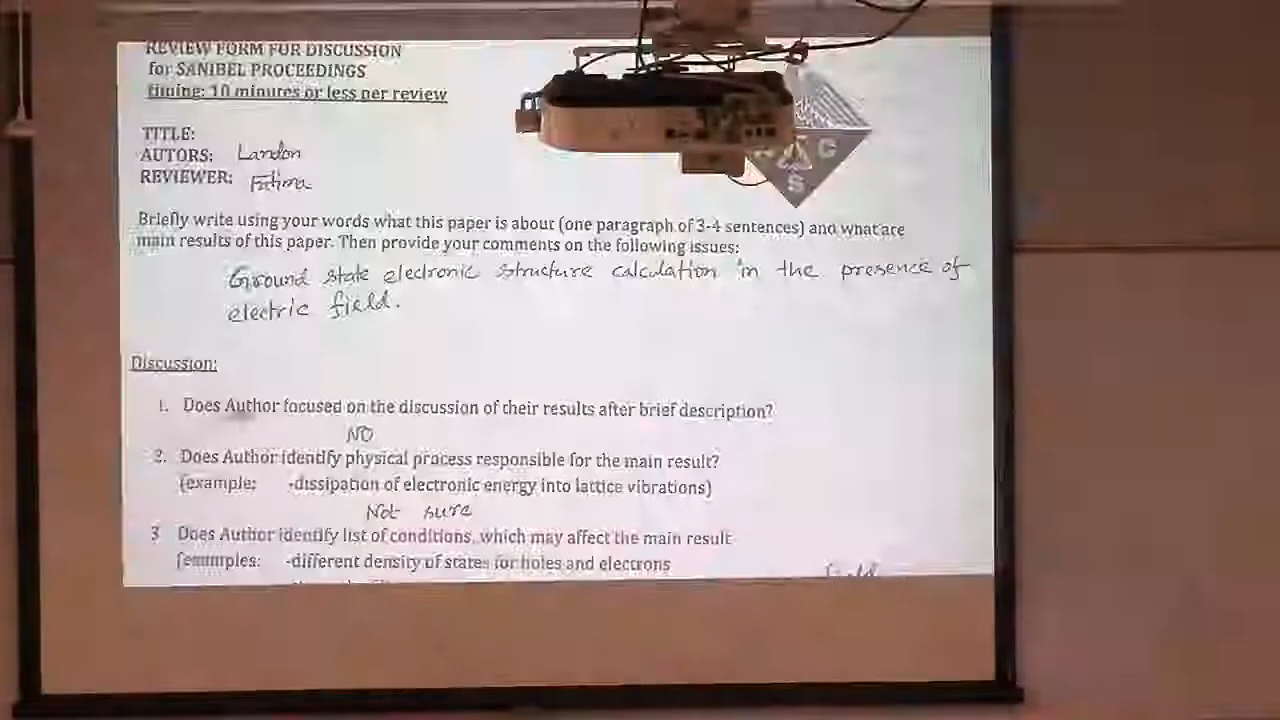 REVIEW FORM FOR DISCUSSION
for SANIBEL PROCEEDINGS
timing: 10 minutes or less per review
TITLE:
AUTORS: Landon
REVIEWER: Fatima
C
S
Briefly write using your words what this paper is about (one paragraph of 3-4 sentences) and what are
main results of this paper. Then provide your comments on the following issues:
Ground state electronic structure calculation in the presence of
electric field.
Discussion:
1. Does Author focused on the discussion of their results after brief description?
NO
2. Does Author identify physical process responsible for the main result?
(example: -dissipation of electronic energy into lattice vibrations)
Not sure
3 Does Author identify list of conditions, which may affect the main result
(examples: -different density of states for holes and electrons
field